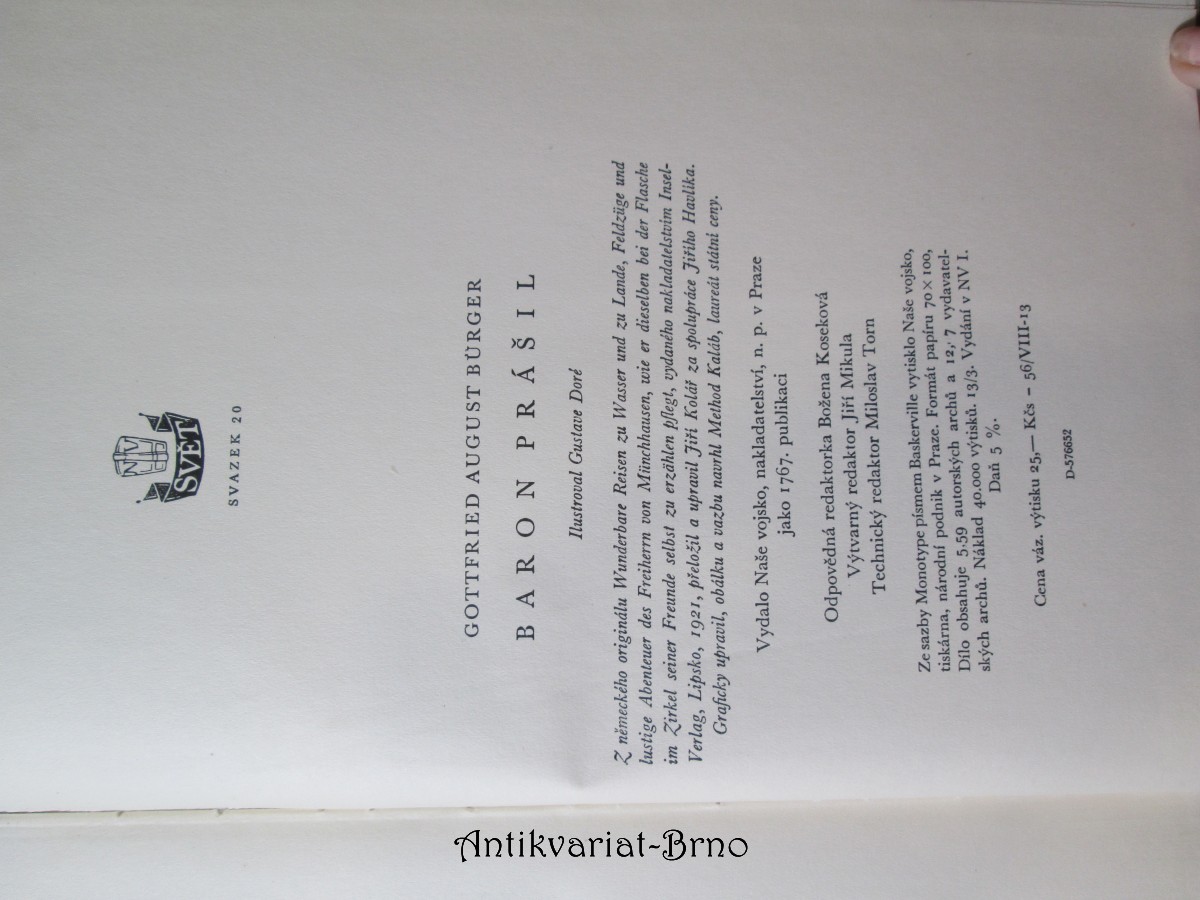 NV
SVĚT
SVAZEK 20
GOTTFRIED AUGUST BÜRGER
BARON PRÁŠIL
Ilustroval Gustave Doré
Z německého originálu Wunderbare Reisen zu Wasser und zu Lande, Feldzüge und
lustige Abenteuer des Freiherrn von Münchhausen, wie er dieselben bei der Flasche
im Zirkel seiner Freunde selbst zu erzählen pflegt, vydaného nakladatelstvím Insel-
Verlag, Lipsko, 1921, přeložil a upravil Jiří Kolář za spolupráce Jiřího Havlíka.
Graficky upravil, obálku a vazbu navrhl Method Kaláb, laureát státní ceny.
Vydalo Naše vojsko, nakladatelství, n. p. v Praze
jako 1767. publikaci
Odpovědná redaktorka Božena Koseková
Výtvarný redaktor Jiří Mikula
Technický redaktor Miloslav Torn
Ze sazby Monotype písmem Baskerville vytisklo Naše vojsko,
tiskárna, národní podnik v Praze. Formát papíru 70×100,
Dílo obsahuje 5·59 autorských archů a 12,·7 vydavatel-
ských archů. Náklad 40.000 výtisků. 13/3. Vydání v NV I.
Daň 5 %.
Cena váz. výtisku 25,— Kčs – 56/VIII-13
D-576652
Antikvariat-Brno